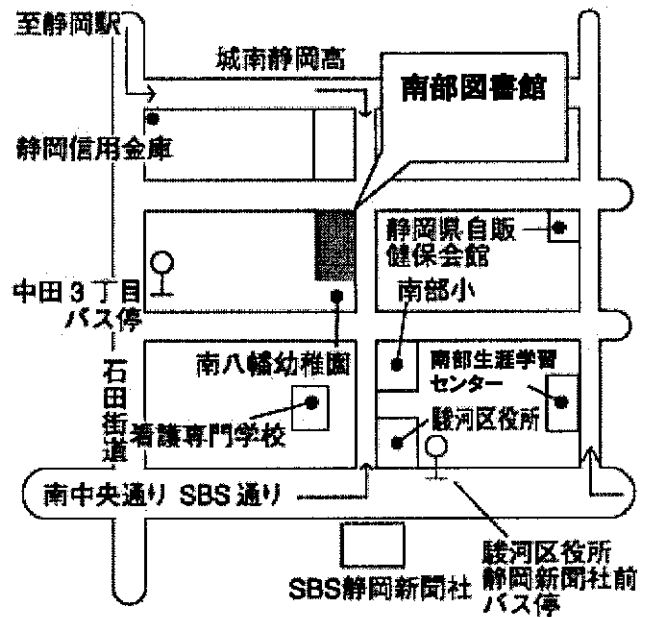 至静岡駅
城南静岡高
南部図書館
静岡信用金庫
静岡県自販
健保会館
中田3丁目
バス停
南部小
南八幡幼稚園
南部生涯学習
センター
石田街道
看護専門学校
駿河区役所
南中央通り SBS通り
SBS静岡新聞社
駿河区役所
静岡新聞社前
バス停